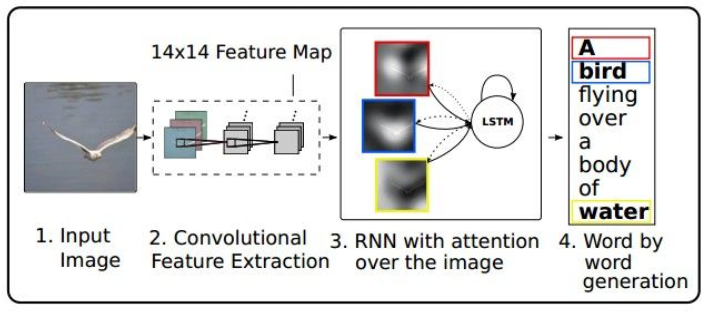 14x14 Feature Map
LSTM
A
bird
flying
over
a
body
of
water
1. Input
Image
2. Convolutional
Feature Extraction
3. RNN with attention
over the image
4. Word by
word
generation